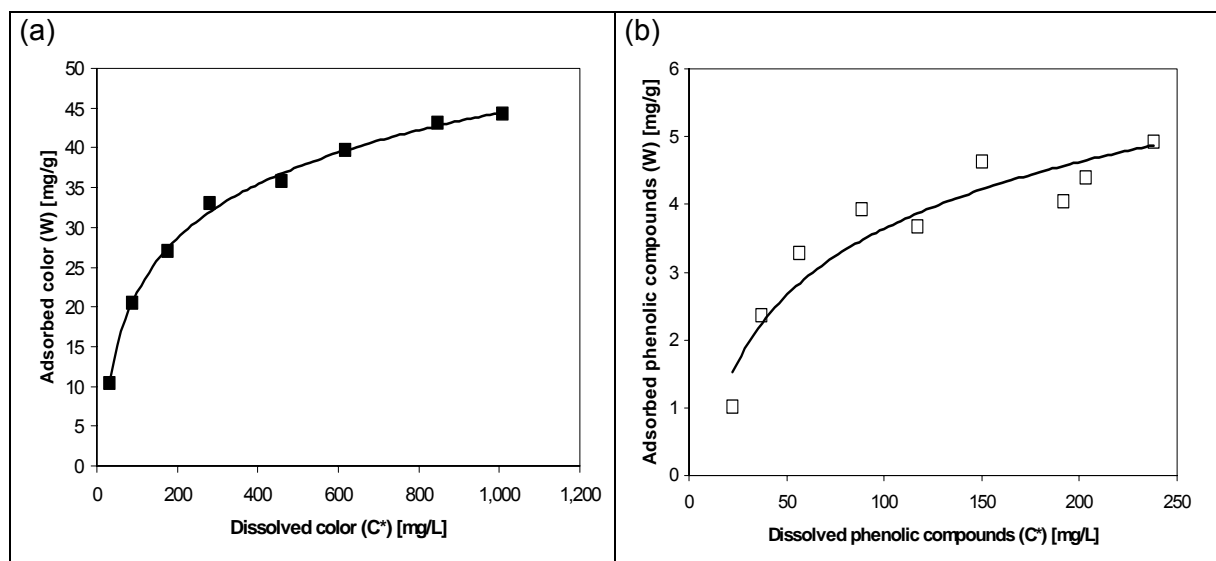 (a)
50
45
40
35
30
25
20
15
10
5
0
Adsorbed color (W) [mg/g]
0 200 400 600 800 1,000 1,200
Dissolved color (C*) [mg/L]
(b)
6
5
4
3
2
1
0
Adsorbed phenolic compounds (W) [mg/g]
0 50 100 150 200 250
Dissolved phenolic compounds (C*) [mg/L]